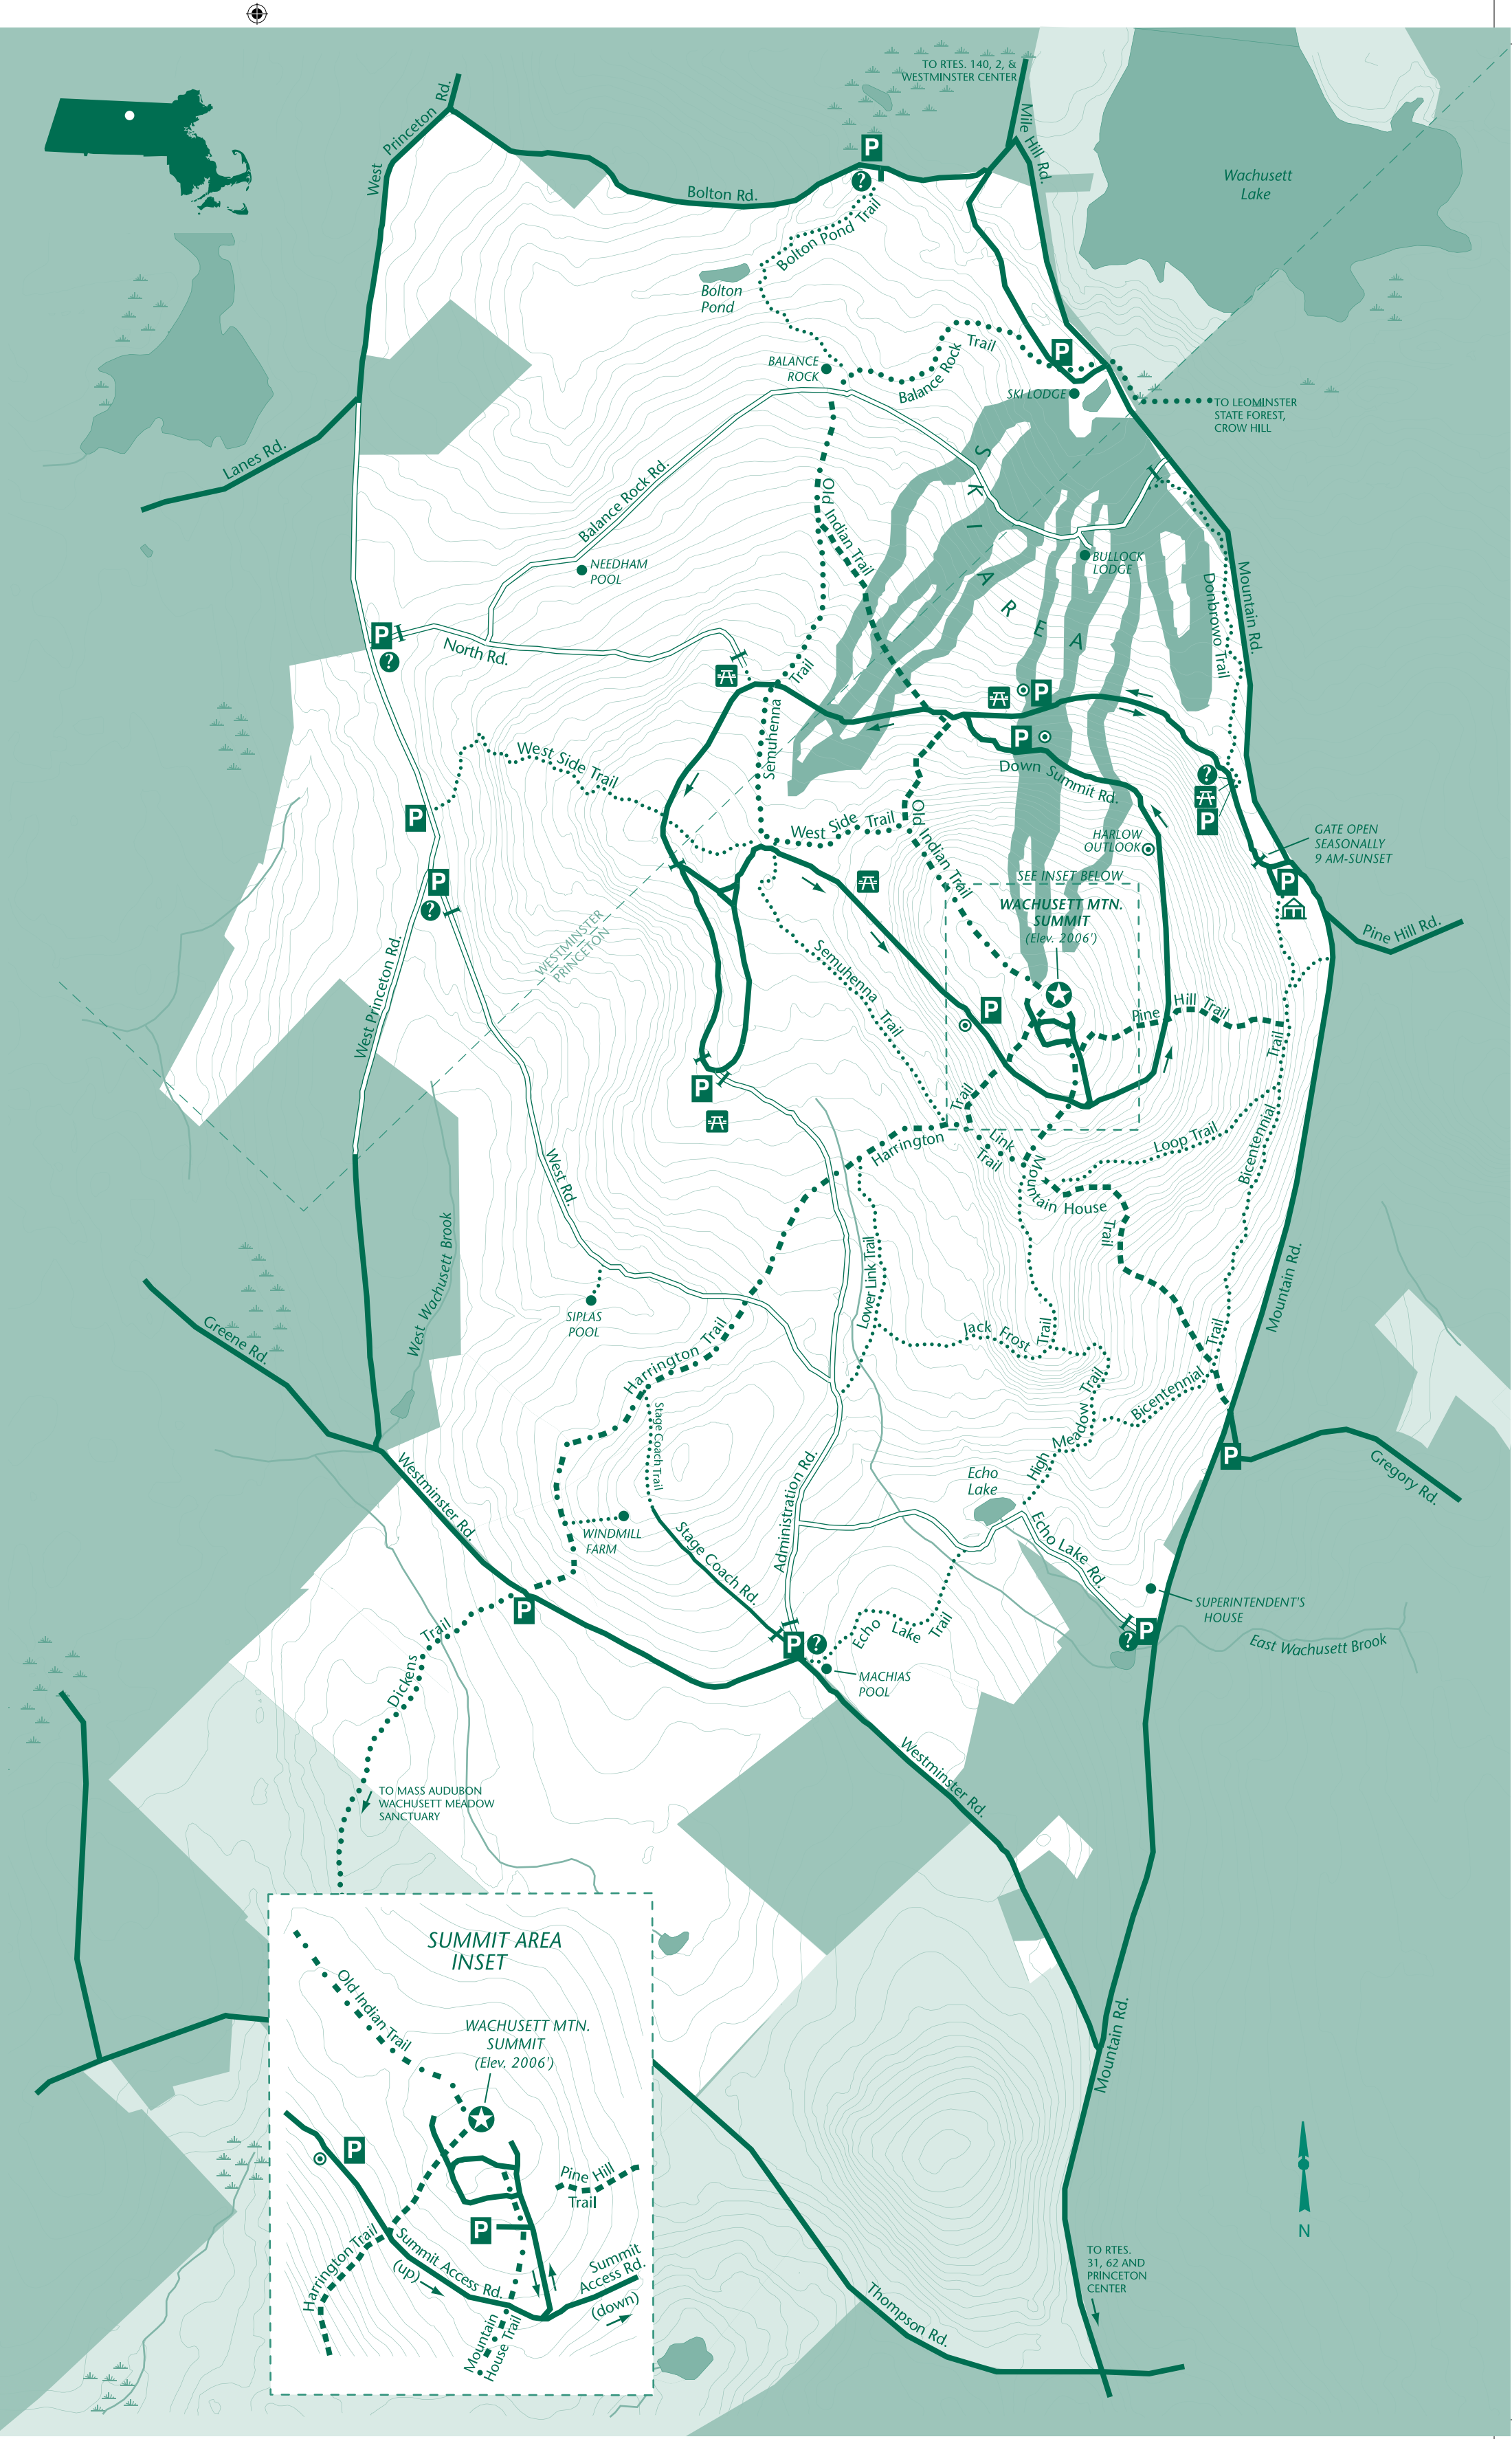 TO RTES. 140, 2, &
WESTMINSTER CENTER
West Princeton Rd.
Mile Hill Rd.
P
?
Bolton Rd.
Wachusett
Lake
Bolton Pond Trail
Bolton
Pond
BALANCE
ROCK
Balance Rock Trail
P
SKI LODGE
TO LEOMINSTER
STATE FOREST,
CROW HILL
Lanes Rd.
Balance Rock Rd.
SKI AREA
Old Indian Trail
NEEDHAM
POOL
BULLOCK
LODGE
Donbrowo Trail
Mountain Rd.
P
?
North Rd.
Semuhenna Trail
P
P
West Side Trail
Down Summit Rd.
?
P
P
West Side Trail
Old Indian Trail
HARLOW
OUTLOOK
GATE OPEN
SEASONALLY
9 AM-SUNSET
P
P
?
SEE INSET BELOW
WACHUSETT MTN.
SUMMIT
(Elev. 2006')
Pine Hill Rd.
WESTMINSTER
PRINCETON
West Princeton Rd.
Semuhenna Trail
P
Pine Hill Trail
P
Harrington Trail
Link
Trail
Loop Trail
Bicentennial Trail
West Rd.
Mountain House Trail
West Wachusett Brook
Lower Link Trail
Mountain Rd.
SIPLAS
POOL
Greene Rd.
Harrington Trail
Jack Frost Trail
Stage Coach Trail
High Meadow Trail
Bicentennial Trail
P
Gregory Rd.
Westminster Rd.
Administration Rd.
Echo
Lake
WINDMILL
FARM
Stage Coach Rd.
Echo Lake Rd.
SUPERINTENDENT'S
HOUSE
P
Dickens Trail
P
?
Echo Lake Trail
P
?
East Wachusett Brook
MACHIAS
POOL
Westminster Rd.
TO MASS AUDUBON
WACHUSETT MEADOW
SANCTUARY
SUMMIT AREA
INSET
Old Indian Trail
WACHUSETT MTN.
SUMMIT
(Elev. 2006')
P
Pine Hill
Trail
P
Harrington Trail
Summit Access Rd.
(up)
Summit
Access Rd.
(down)
Mountain
House Trail
Mountain Rd.
N
TO RTES.
31, 62 AND
PRINCETON
CENTER
Thompson Rd.